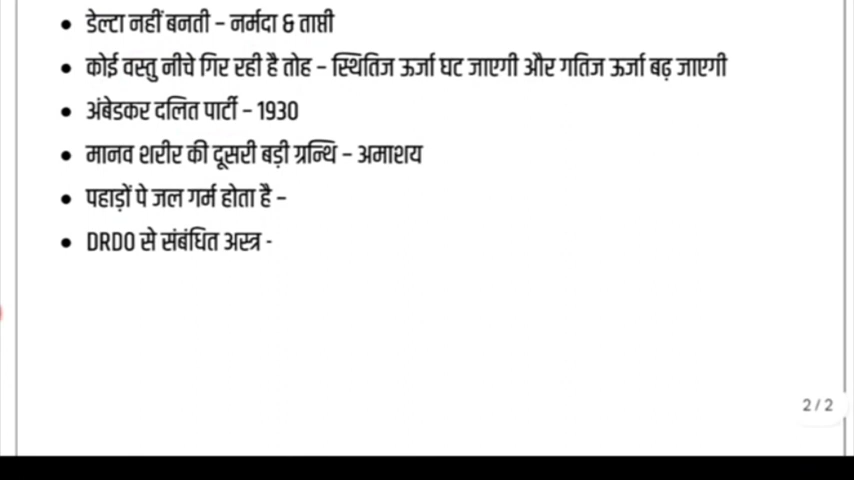 • डेल्टा नहीं बनती – नर्मदा & ताप्ती
• कोई वस्तु नीचे गिर रही है तोह – स्थितिज ऊर्जा घट जाएगी और गतिज ऊर्जा बढ़ जाएगी
• अंबेडकर दलित पार्टी – 1930
• मानव शरीर की दूसरी बड़ी ग्रन्थि – अमाशय
• पहाड़ों पे जल गर्म होता है –
• DRDO से संबंधित अस्त्र -
2 / 2